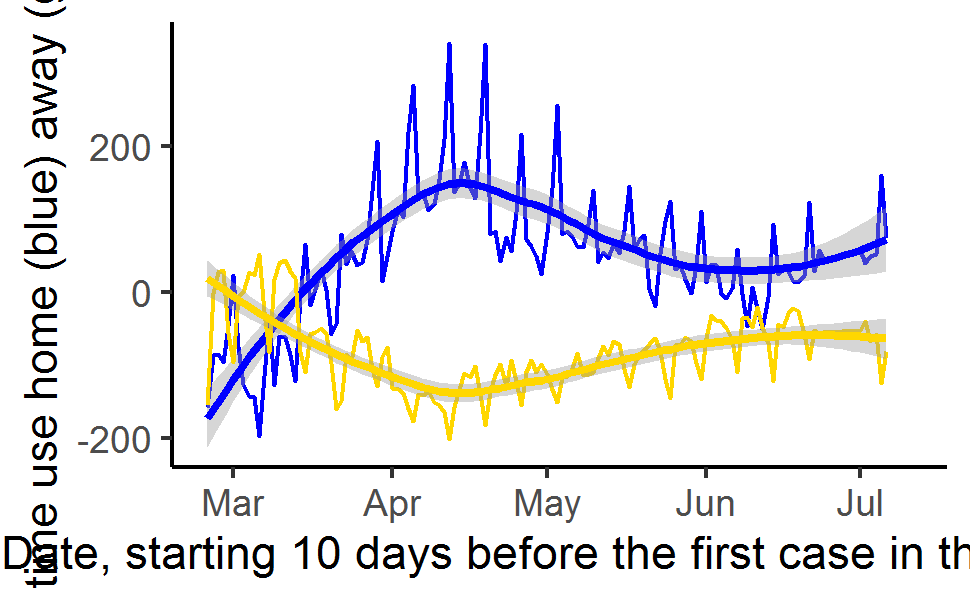 time use home (blue) away (
200
0
-200
Mar Apr May Jun Jul
Date, starting 10 days before the first case in th